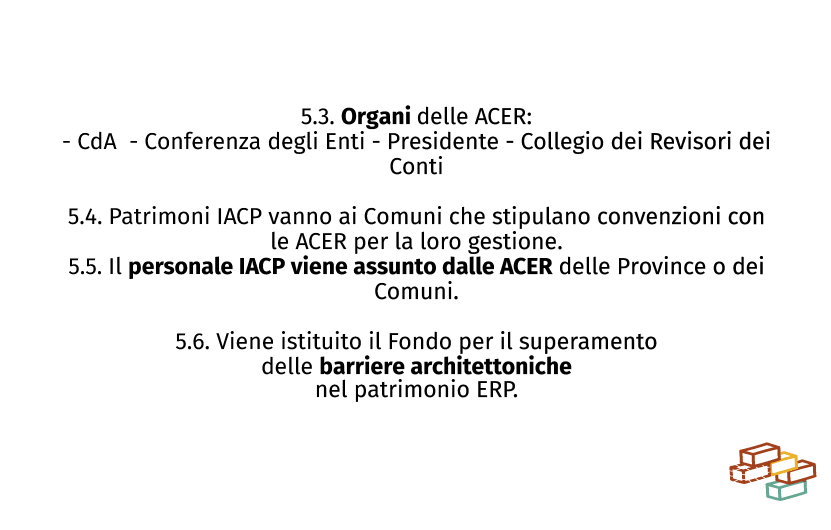 5.3. Organi delle ACER:
- CdA  - Conferenza degli Enti - Presidente - Collegio dei Revisori dei
Conti
5.4. Patrimoni IACP vanno ai Comuni che stipulano convenzioni con
le ACER per la loro gestione.
5.5. Il personale IACP viene assunto dalle ACER delle Province o dei
Comuni.
5.6. Viene istituito il Fondo per il superamento
delle barriere architettoniche
nel patrimonio ERP.